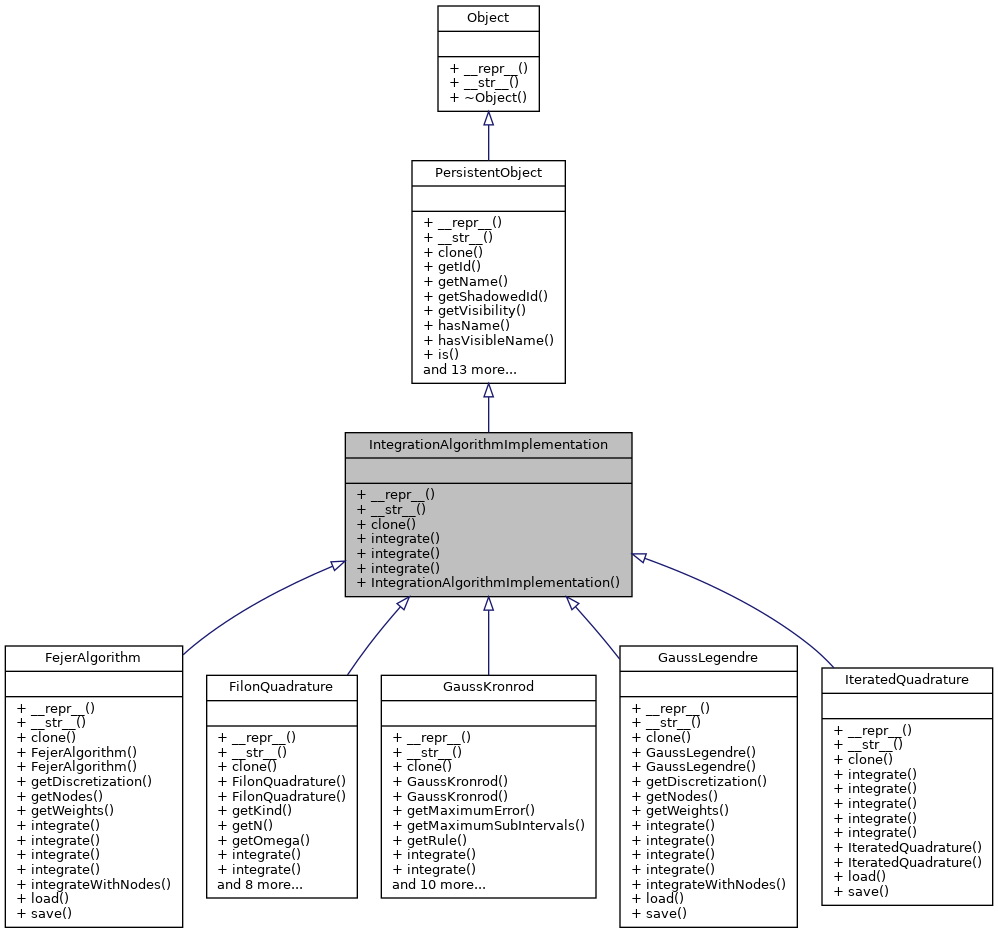 Object
+ __repr__()
+ __str__()
+ ~Object()
PersistentObject
+ __repr__()
+ __str__()
+ clone()
+ getId()
+ getName()
+ getShadowedId()
+ getVisibility()
+ hasName()
+ hasVisibleName()
+ is()
and 13 more...
IntegrationAlgorithmImplementation
+ __repr__()
+ __str__()
+ clone()
+ integrate()
+ integrate()
+ integrate()
+ IntegrationAlgorithmImplementation()
FejerAlgorithm
+ __repr__()
+ __str__()
+ clone()
+ FejerAlgorithm()
+ FejerAlgorithm()
+ getDiscretization()
+ getNodes()
+ getWeights()
+ integrate()
+ integrate()
+ integrate()
+ integrate()
+ integrateWithNodes()
+ load()
+ save()
FilonQuadrature
+ __repr__()
+ __str__()
+ clone()
+ FilonQuadrature()
+ FilonQuadrature()
+ getKind()
+ getN()
+ getOmega()
+ integrate()
+ integrate()
and 8 more...
GaussKronrod
+ __repr__()
+ __str__()
+ clone()
+ GaussKronrod()
+ GaussKronrod()
+ getMaximumError()
+ getMaximumSubIntervals()
+ getRule()
+ integrate()
+ integrate()
and 10 more...
GaussLegendre
+ __repr__()
+ __str__()
+ clone()
+ GaussLegendre()
+ GaussLegendre()
+ getDiscretization()
+ getNodes()
+ getWeights()
+ integrate()
+ integrate()
+ integrate()
+ integrate()
+ integrateWithNodes()
+ load()
+ save()
IteratedQuadrature
+ __repr__()
+ __str__()
+ clone()
+ integrate()
+ integrate()
+ integrate()
+ integrate()
+ integrate()
+ IteratedQuadrature()
+ IteratedQuadrature()
+ load()
+ save()